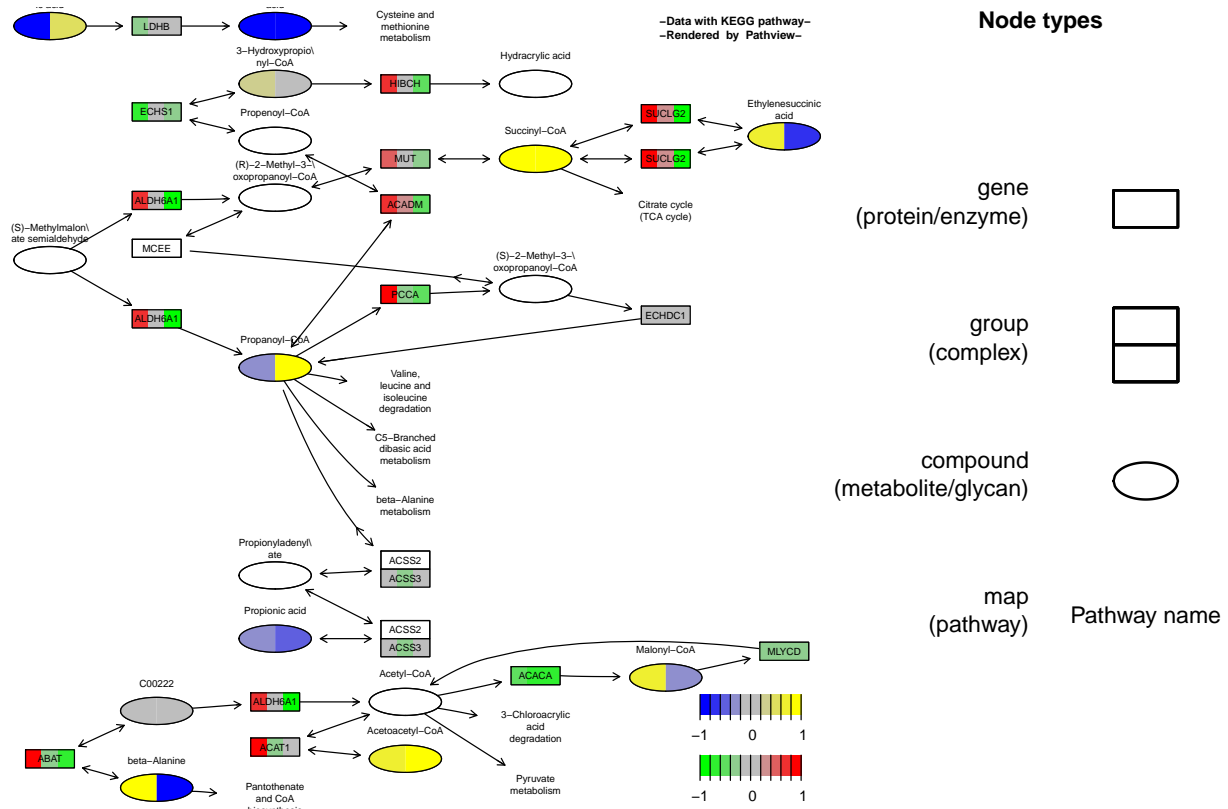 LDHB
Cysteine and
methionine
metabolism
−Data with KEGG pathway−
−Rendered by Pathview−
Node types
3−Hydroxypropio\
nyl−CoA
HIBCH
Hydracrylic acid
ECHS1
Propenoyl−CoA
SUCLG2
Ethylenesuccinic
acid
Succinyl−CoA
MUT
SUCLG2
(R)−2−Methyl−3−\
oxopropanoyl−CoA
ALDH6A1
ACADM
Citrate cycle
(TCA cycle)
gene
(protein/enzyme)
(S)−Methylmalon\
ate semialdehyde
MCEE
(S)−2−Methyl−3−\
oxopropanoyl−CoA
PCCA
ALDH6A1
ECHDC1
group
(complex)
Propanoyl−CoA
Valine,
leucine and
isoleucine
degradation
C5−Branched
dibasic acid
metabolism
compound
(metabolite/glycan)
beta−Alanine
metabolism
Propionyladenyl\
ate
ACSS2
ACSS3
Propionic acid
ACSS2
ACSS3
map
(pathway)
Pathway name
MLYCD
Malonyl−CoA
Acetyl−CoA
ACACA
C00222
ALDH6A1
3−Chloroacrylic
acid
degradation
−1 0 1
ACAT1
Acetoacetyl−CoA
ABAT
beta−Alanine
Pantothenate
and CoA
Pyruvate
metabolism
−1 0 1